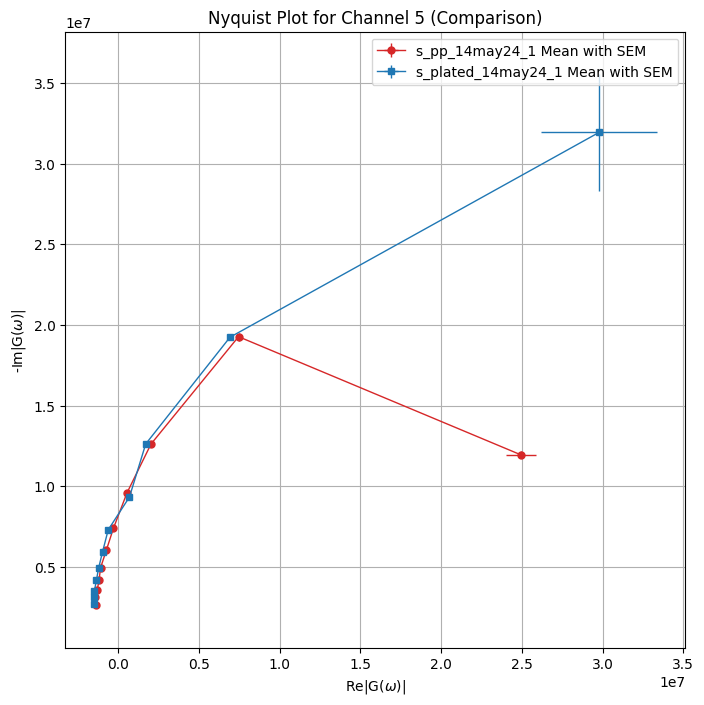 Nyquist Plot for Channel 5 (Comparison)
1e7
s_pp_14may24_1 Mean with SEM
s_plated_14may24_1 Mean with SEM
3.5
3.0
2.5
2.0
1.5
1.0
0.5
-Im|G(ω)|
0.0 0.5 1.0 1.5 2.0 2.5 3.0 3.5
1e7
Re|G(ω)|